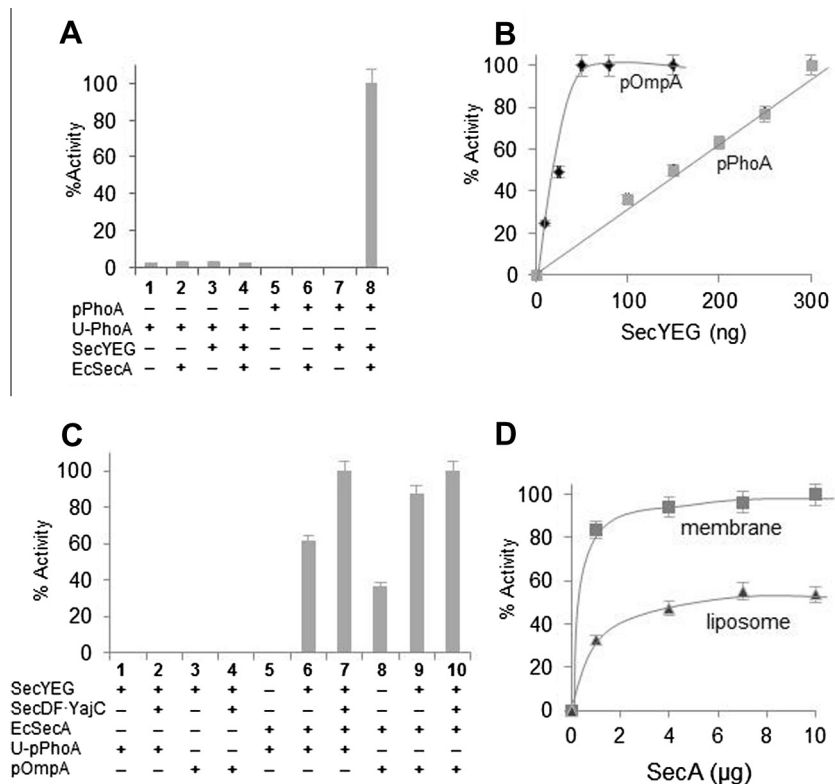 A
100
80
60
40
20
0
%Activity
1 2 3 4 5 6 7 8
pPhoA – – – – + + + +
U-PhoA + + + + – – – –
SecYEG – – + + – – + +
EcSecA – + – + – + – +
B
100
80
60
40
20
0
% Activity
pOmpA
pPhoA
0 100 200 300
SecYEG (ng)
C
100
80
60
40
20
0
% Activity
1 2 3 4 5 6 7 8 9 10
SecYEG + + + + – + + – + +
SecDF·YajC – + – + – – + – – +
EcSecA – – – – + + + + + +
U-pPhoA + + – – + + + – – –
pOmpA – – + + – – – + + +
D
100
80
60
40
20
0
% Activity
membrane
liposome
0 2 4 6 8 10
SecA (µg)